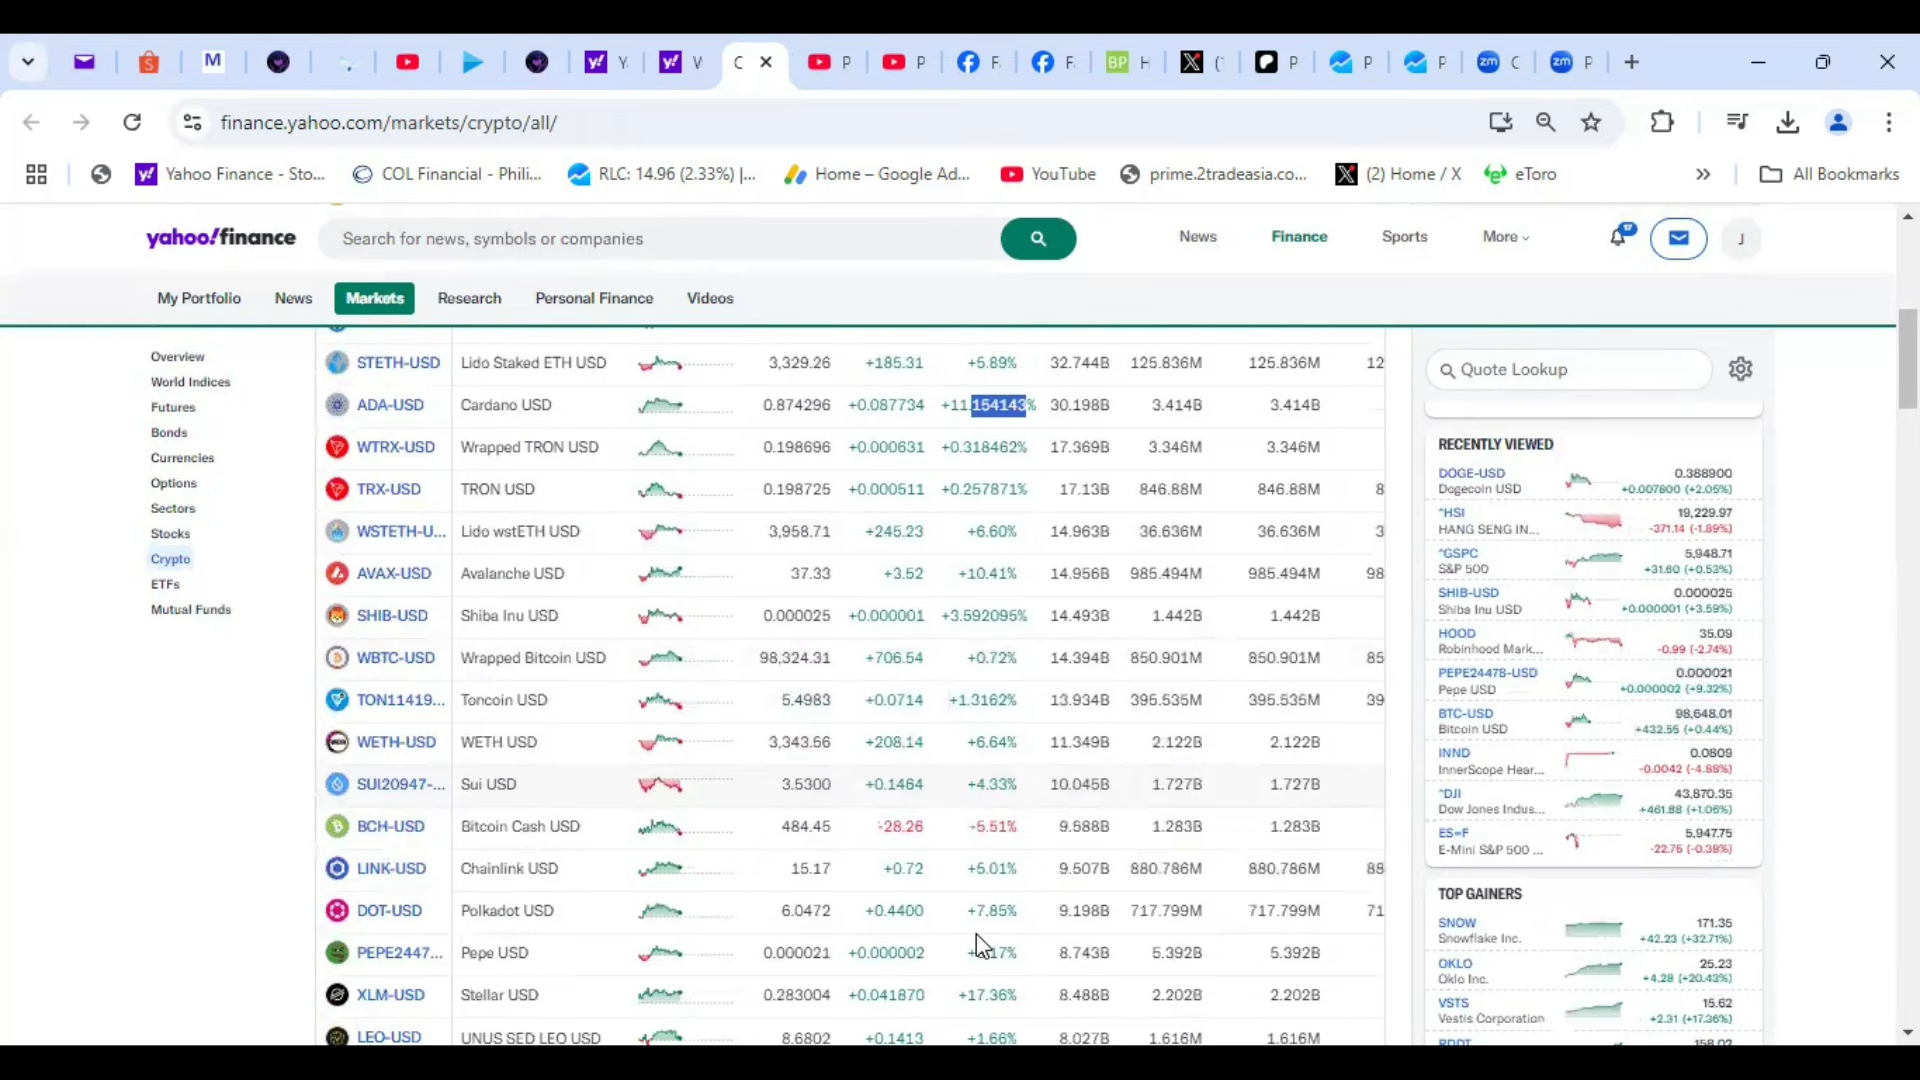 Y
V
C
P
P
F
F
BP H
P
P
P
zm C
zm P
finance.yahoo.com/markets/crypto/all/
Yahoo Finance - Sto...
COL Financial - Phili...
RLC: 14.96 (2.33%) |...
Home – Google Ad...
YouTube
prime.2tradeasia.co...
(2) Home / X
eToro
All Bookmarks
yahoo!finance
Search for news, symbols or companies
News
Finance
Sports
More
J
My Portfolio
News
Markets
Research
Personal Finance
Videos
Overview
World Indices
Futures
Bonds
Currencies
Options
Sectors
Stocks
Crypto
ETFs
Mutual Funds
STETH-USD Lido Staked ETH USD 3,329.26 +185.31 +5.89% 32.744B 125.836M 125.836M 12
ADA-USD Cardano USD 0.874296 +0.087734 +11.154143% 30.198B 3.414B 3.414B
WTRX-USD Wrapped TRON USD 0.198696 +0.000631 +0.318462% 17.369B 3.346M 3.346M
TRX-USD TRON USD 0.198725 +0.000511 +0.257871% 17.13B 846.88M 846.88M 8
WSTETH-U... Lido wstETH USD 3,958.71 +245.23 +6.60% 14.963B 36.636M 36.636M 3
AVAX-USD Avalanche USD 37.33 +3.52 +10.41% 14.956B 985.494M 985.494M 98
SHIB-USD Shiba Inu USD 0.000025 +0.000001 +3.592095% 14.493B 1.442B 1.442B
WBTC-USD Wrapped Bitcoin USD 98,324.31 +706.54 +0.72% 14.394B 850.901M 850.901M 85
TON11419... Toncoin USD 5.4983 +0.0714 +1.3162% 13.934B 395.535M 395.535M 39
WETH-USD WETH USD 3,343.56 +208.14 +6.64% 11.349B 2.122B 2.122B
SUI20947-... Sui USD 3.5300 +0.1464 +4.33% 10.045B 1.727B 1.727B
BCH-USD Bitcoin Cash USD 484.45 -28.26 -5.51% 9.588B 1.283B 1.283B
LINK-USD Chainlink USD 15.17 +0.72 +5.01% 9.507B 880.786M 880.786M 88
DOT-USD Polkadot USD 6.0472 +0.4400 +7.85% 9.198B 717.799M 717.799M 71
PEPE2447... Pepe USD 0.000021 +0.000002 8.743B 5.392B 5.392B
XLM-USD Stellar USD 0.283004 +0.041870 +17.36% 8.488B 2.202B 2.202B
LEO-USD UNUS SED LEO USD 8.6802 +0.1413 +1.66% 8.027B 1.616M 1.616M
Quote Lookup
RECENTLY VIEWED
DOGE-USD 0.388900
Dogecoin USD +0.007800 (+2.05%)
^HSI 19,229.97
HANG SENG IN... -371.14 (-1.89%)
^GSPC 5,948.71
S&P 500 +31.60 (+0.53%)
SHIB-USD 0.000025
Shiba Inu USD +0.000001 (+3.59%)
HOOD 35.09
Robinhood Mark... -0.99 (-2.74%)
PEPE24478-USD 0.000021
Pepe USD +0.000002 (+9.32%)
BTC-USD 98,648.01
Bitcoin USD +432.55 (+0.44%)
INND 0.0809
InnerScope Hear... -0.0042 (-4.88%)
^DJI 43,870.35
Dow Jones Indus... +461.88 (+1.06%)
ES=F 5,947.75
E-Mini S&P 500 ... -22.75 (-0.38%)
TOP GAINERS
SNOW 171.35
Snowflake Inc. +42.23 (+32.71%)
OKLO 25.23
Oklo Inc. +4.28 (+20.43%)
VSTS 15.62
Vestis Corporation +2.31 (+17.36%)